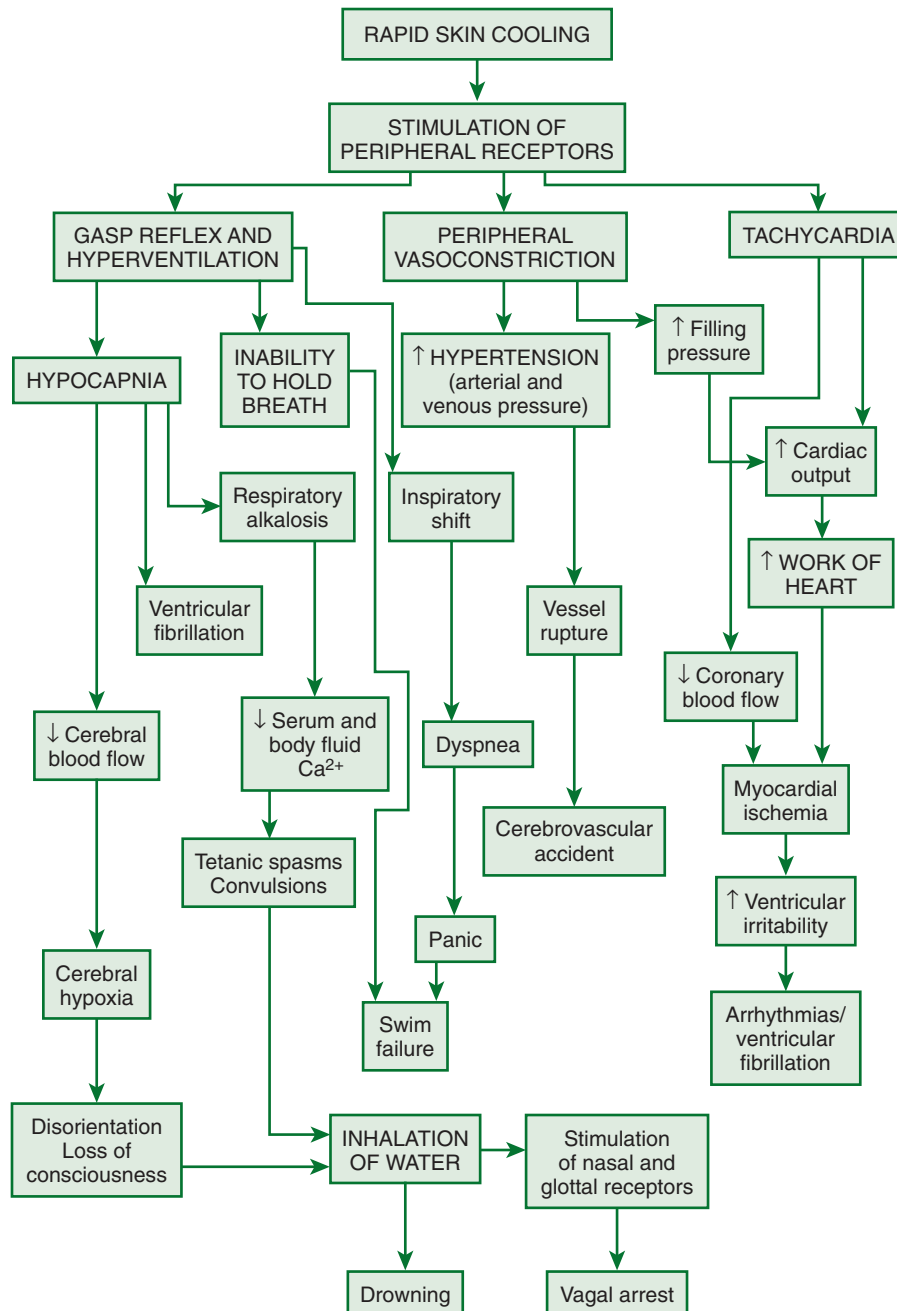 RAPID SKIN COOLING
STIMULATION OF
PERIPHERAL RECEPTORS
GASP REFLEX AND
HYPERVENTILATION
PERIPHERAL
VASOCONSTRICTION
TACHYCARDIA
↑ Filling
pressure
INABILITY
TO HOLD
BREATH
↑ HYPERTENSION
(arterial and
venous pressure)
HYPOCAPNIA
↑ Cardiac
output
Respiratory
alkalosis
Inspiratory
shift
↑ WORK OF
HEART
Ventricular
fibrillation
Vessel
rupture
↓ Coronary
blood flow
↓ Cerebral
blood flow
↓ Serum and
body fluid
Ca²⁺
Dyspnea
Myocardial
ischemia
Cerebrovascular
accident
Tetanic spasms
Convulsions
↑ Ventricular
irritability
Panic
Cerebral
hypoxia
Swim
failure
Arrhythmias/
ventricular
fibrillation
Disorientation
Loss of
consciousness
INHALATION
OF WATER
Stimulation
of nasal and
glottal receptors
Drowning
Vagal arrest